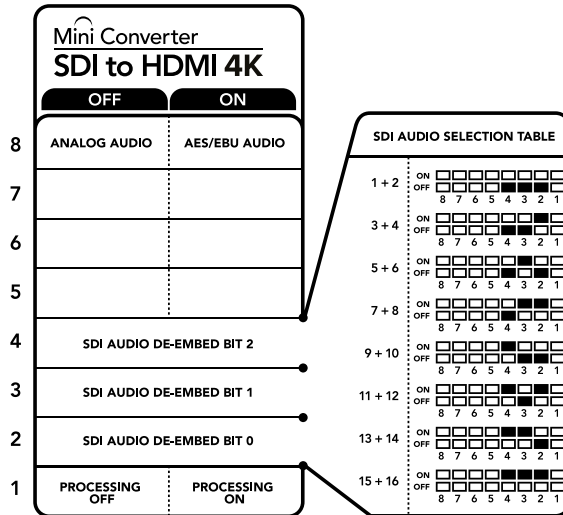 Mini Converter
SDI to HDMI 4K
OFF ON
8 ANALOG AUDIO AES/EBU AUDIO
7
6
5
4 SDI AUDIO DE-EMBED BIT 2
3 SDI AUDIO DE-EMBED BIT 1
2 SDI AUDIO DE-EMBED BIT 0
1 PROCESSING OFF PROCESSING ON
SDI AUDIO SELECTION TABLE
1 + 2 ON
OFF
8 7 6 5 4 3 2 1
3 + 4 ON
OFF
8 7 6 5 4 3 2 1
5 + 6 ON
OFF
8 7 6 5 4 3 2 1
7 + 8 ON
OFF
8 7 6 5 4 3 2 1
9 + 10 ON
OFF
8 7 6 5 4 3 2 1
11 + 12 ON
OFF
8 7 6 5 4 3 2 1
13 + 14 ON
OFF
8 7 6 5 4 3 2 1
15 + 16 ON
OFF
8 7 6 5 4 3 2 1